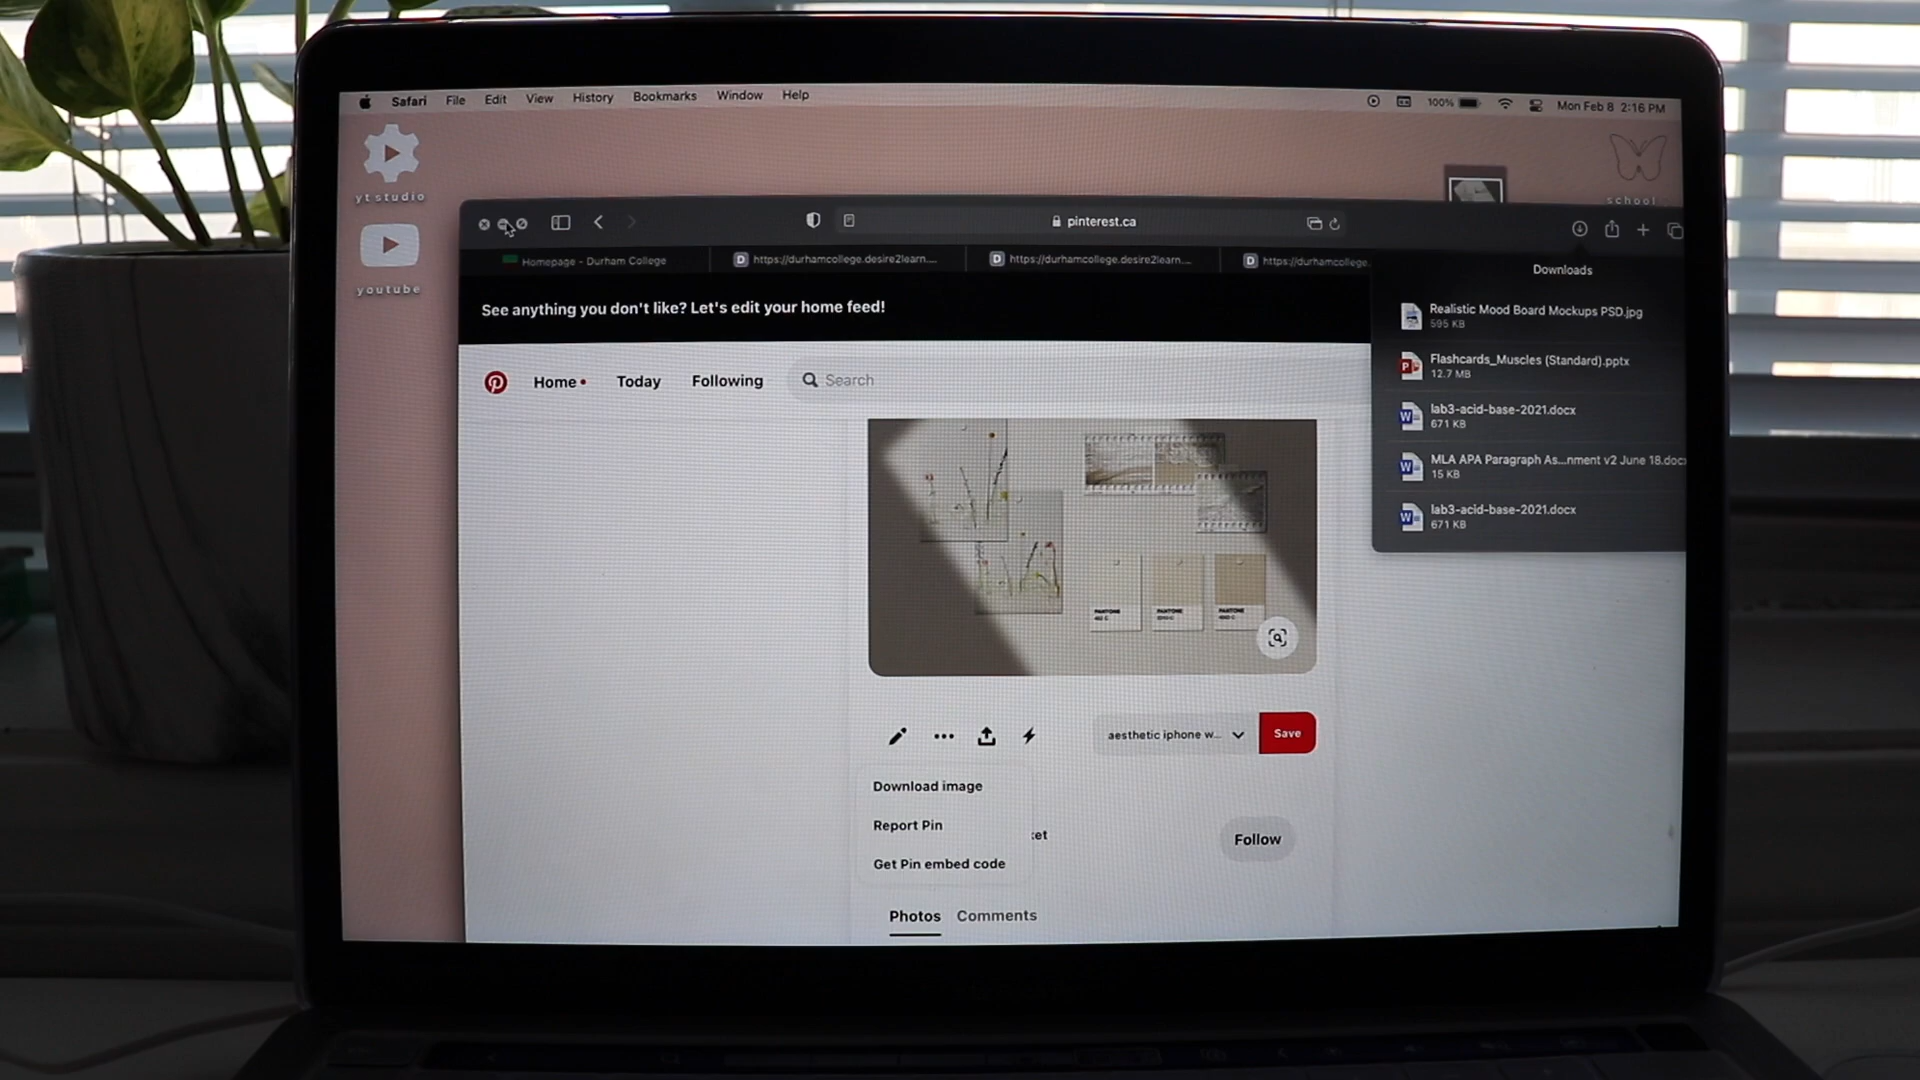 Safari File Edit View History Bookmarks Window Help 100% Mon Feb 8 2:16 PM
yt studio
school
youtube
pinterest.ca
Homepage - Durham College
https://durhamcollege.desire2learn....
https://durhamcollege.desire2learn....
https://durhamcollege.
Downloads
Realistic Mood Board Mockups PSD.jpg
595 KB
Flashcards_Muscles (Standard).pptx
12.7 MB
lab3-acid-base-2021.docx
671 KB
MLA APA Paragraph As...nment v2 June 18.docx
15 KB
lab3-acid-base-2021.docx
671 KB
See anything you don't like? Let's edit your home feed!
Home Today Following Search
PANTONE PANTONE PANTONE
aesthetic iphone w... Save
Download image
Report Pin
Get Pin embed code
:et
Follow
Photos Comments